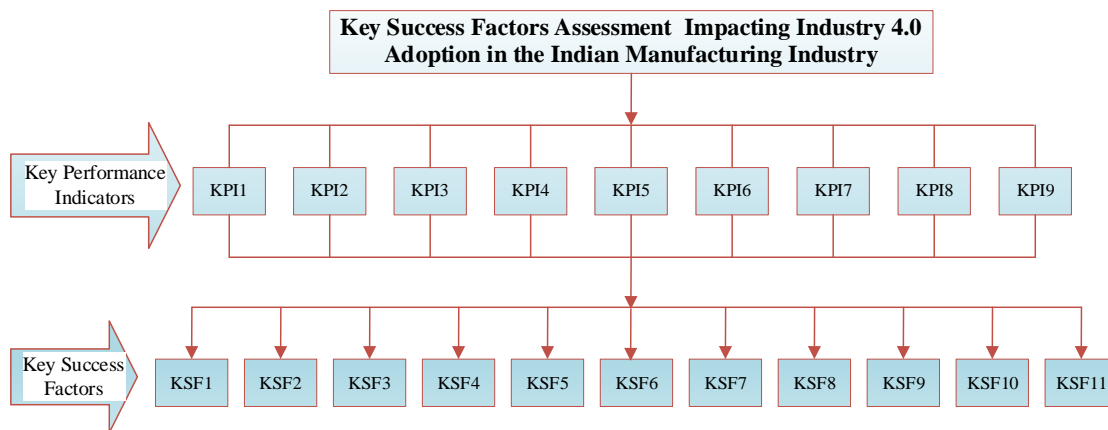 Key Success Factors Assessment Impacting Industry 4.0
Adoption in the Indian Manufacturing Industry
Key Performance
Indicators
KPI1 KPI2 KPI3 KPI4 KPI5 KPI6 KPI7 KPI8 KPI9
Key Success
Factors
KSF1 KSF2 KSF3 KSF4 KSF5 KSF6 KSF7 KSF8 KSF9 KSF10 KSF11